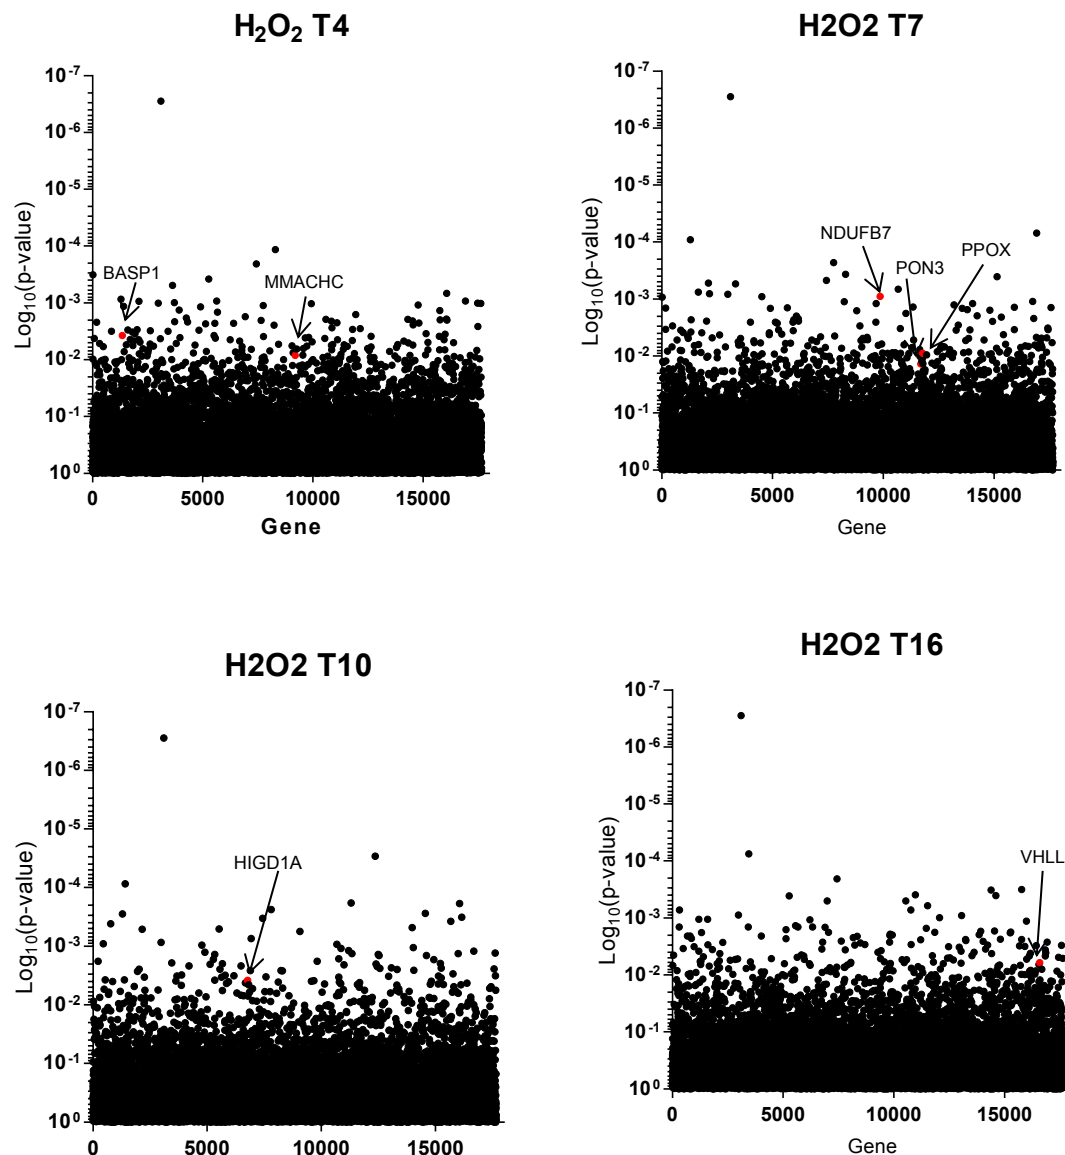 H₂O₂ T4
10⁻⁷
10⁻⁶
10⁻⁵
10⁻⁴
10⁻³
10⁻²
10⁻¹
10⁰
Log₁₀(p-value)
BASP1
MMACHC
0 5000 10000 15000
Gene
H2O2 T7
10⁻⁷
10⁻⁶
10⁻⁵
10⁻⁴
10⁻³
10⁻²
10⁻¹
10⁰
Log₁₀(p-value)
NDUFB7
PON3
PPOX
0 5000 10000 15000
Gene
H2O2 T10
10⁻⁷
10⁻⁶
10⁻⁵
10⁻⁴
10⁻³
10⁻²
10⁻¹
10⁰
Log₁₀(p-value)
HIGD1A
0 5000 10000 15000
H2O2 T16
10⁻⁷
10⁻⁶
10⁻⁵
10⁻⁴
10⁻³
10⁻²
10⁻¹
10⁰
Log₁₀(p-value)
VHLL
0 5000 10000 15000
Gene